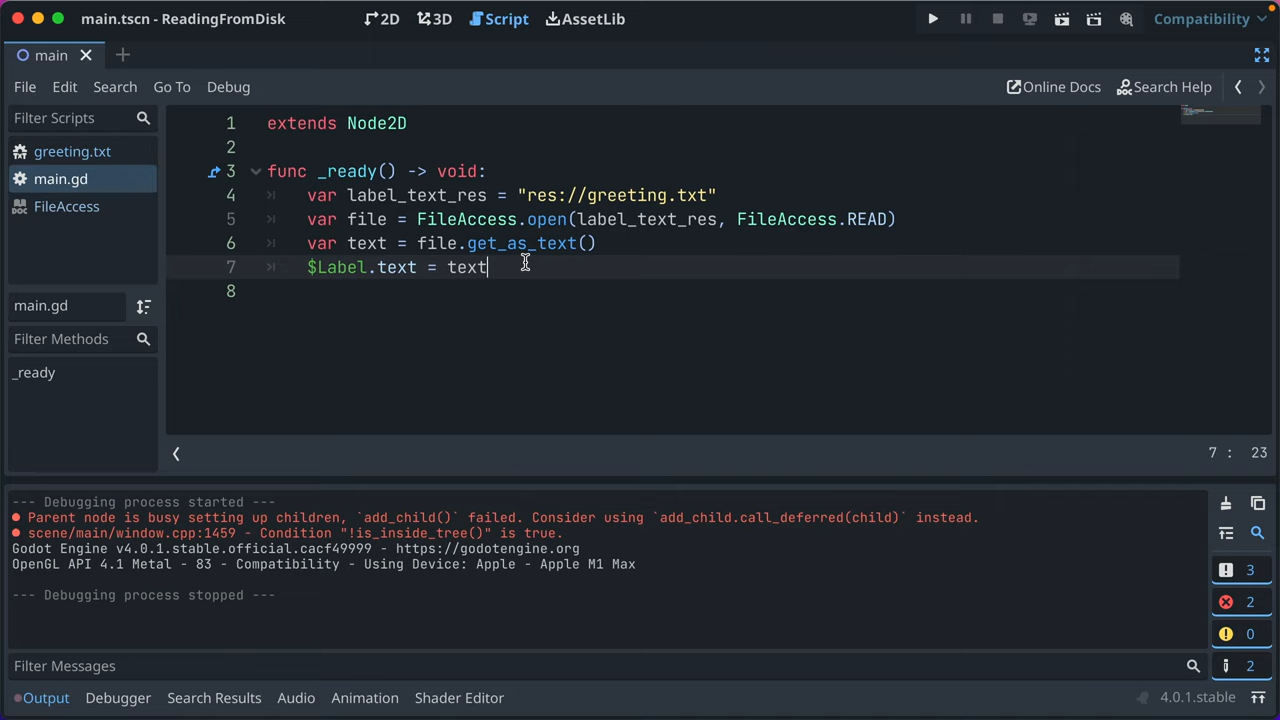 main.tscn - ReadingFromDisk
2D 3D Script AssetLib
Compatibility
main
File Edit Search Go To Debug
Online Docs Search Help
Filter Scripts
greeting.txt
main.gd
FileAccess
main.gd
Filter Methods
_ready
1 extends Node2D
2
3 func _ready() -> void:
4 var label_text_res = "res://greeting.txt"
5 var file = FileAccess.open(label_text_res, FileAccess.READ)
6 var text = file.get_as_text()
7 $Label.text = text
8
7 : 23
--- Debugging process started ---
Parent node is busy setting up children, `add_child()` failed. Consider using `add_child.call_deferred(child)` instead.
scene/main/window.cpp:1459 - Condition "!is_inside_tree()" is true.
Godot Engine v4.0.1.stable.official.cacf49999 - https://godotengine.org
OpenGL API 4.1 Metal - 83 - Compatibility - Using Device: Apple - Apple M1 Max
--- Debugging process stopped ---
3
2
0
2
Filter Messages
Output Debugger Search Results Audio Animation Shader Editor
4.0.1.stable